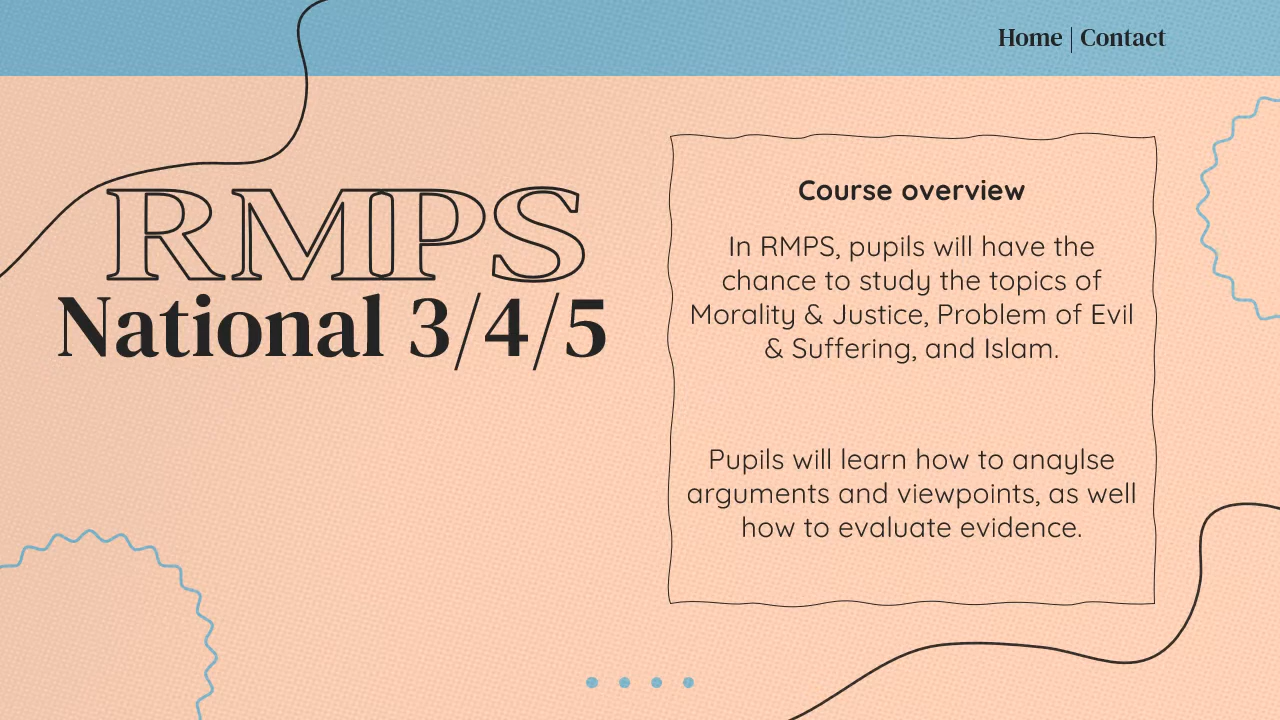 Home | Contact
RMPS
National 3/4/5
Course overview
In RMPS, pupils will have the
chance to study the topics of
Morality & Justice, Problem of Evil
& Suffering, and Islam.
Pupils will learn how to anaylse
arguments and viewpoints, as well
how to evaluate evidence.